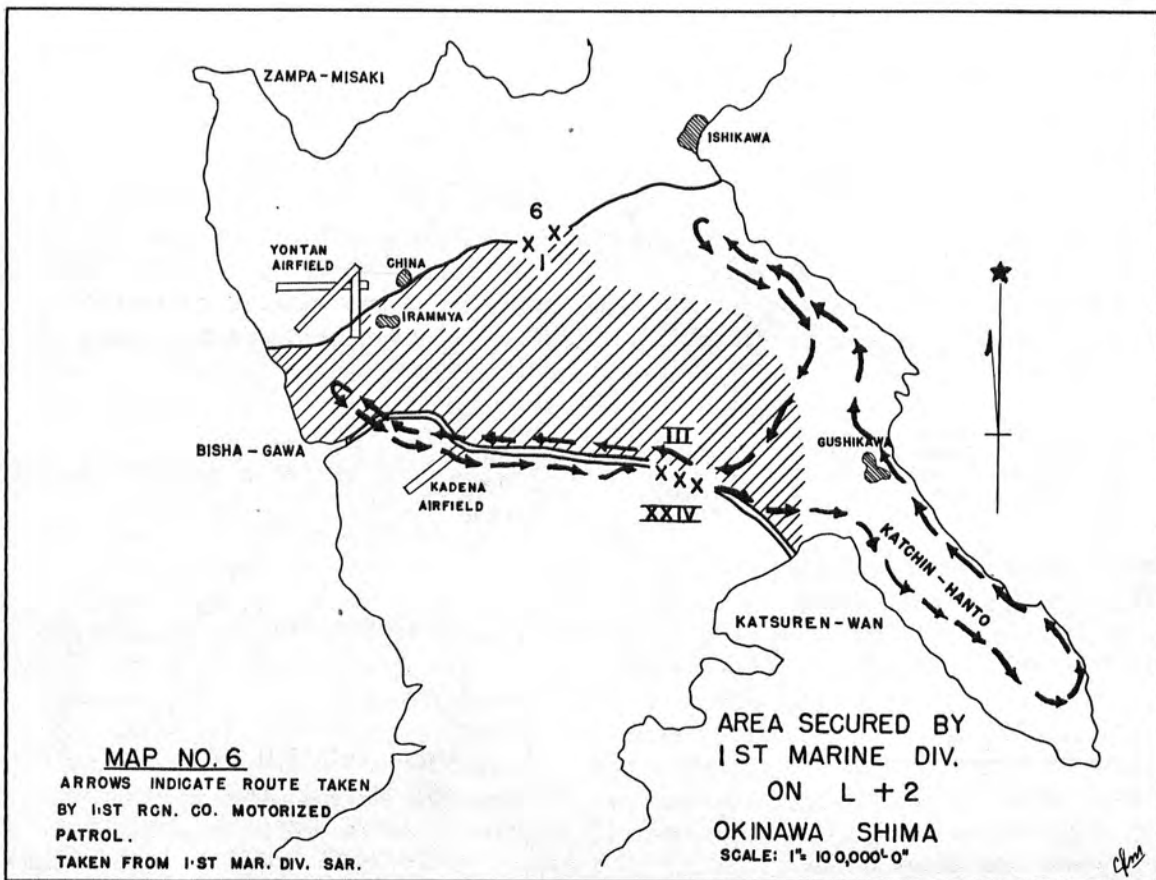 ZAMPA-MISAKI
ISHIKAWA
6
X X
1
YONTAN
AIRFIELD
CHINA
IRAMMYA
BISHA - GAWA
KADENA
AIRFIELD
III
X X X
XXIV
GUSHIKAWA
KATCHIN-HANTO
KATSUREN-WAN
MAP NO.6
ARROWS INDICATE ROUTE TAKEN
BY 1ST RCN. CO. MOTORIZED
PATROL.
TAKEN FROM 1ST MAR. DIV. SAR.
AREA SECURED BY
1ST MARINE DIV.
ON L + 2
OKINAWA SHIMA
SCALE: 1"= 100,000'-0"